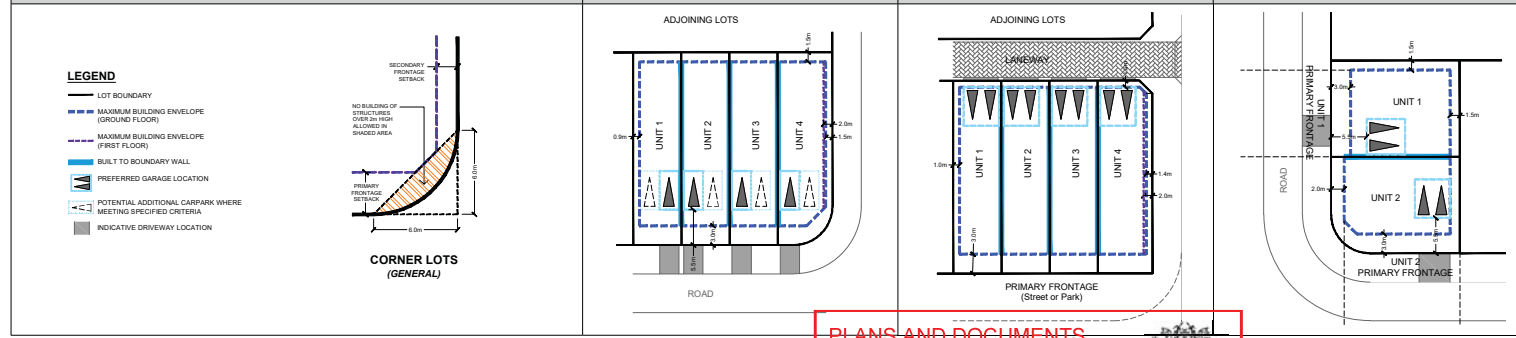 LEGEND
LOT BOUNDARY
MAXIMUM BUILDING ENVELOPE
(GROUND FLOOR)
MAXIMUM BUILDING ENVELOPE
(FIRST FLOOR)
BUILT TO BOUNDARY WALL
PREFERRED GARAGE LOCATION
POTENTIAL ADDITIONAL CARPARK WHERE
MEETING SPECIFIED CRITERIA
INDICATIVE DRIVEWAY LOCATION
SECONDARY
FRONTAGE
SETBACK
NO BUILDING OF
STRUCTURES
OVER 2m HIGH
ALLOWED IN
SHADED AREA
PRIMARY
FRONTAGE
SETBACK
6.0m
6.0m
CORNER LOTS
(GENERAL)
ADJOINING LOTS
1.5m
0.9m
UNIT 1
UNIT 2
UNIT 3
UNIT 4
2.0m
1.5m
3.0m
5.5m
ROAD
ADJOINING LOTS
LANEWAY
1.0m
UNIT 1
UNIT 2
UNIT 3
UNIT 4
1.4m
2.0m
3.0m
PRIMARY FRONTAGE
(Street or Park)
1.5m
3.0m
UNIT 1
PRIMARY FRONTAGE
UNIT 1
1.5m
ROAD
2.0m
UNIT 2
3.0m
UNIT 2
PRIMARY FRONTAGE
PLANS AND DOCUMENTS